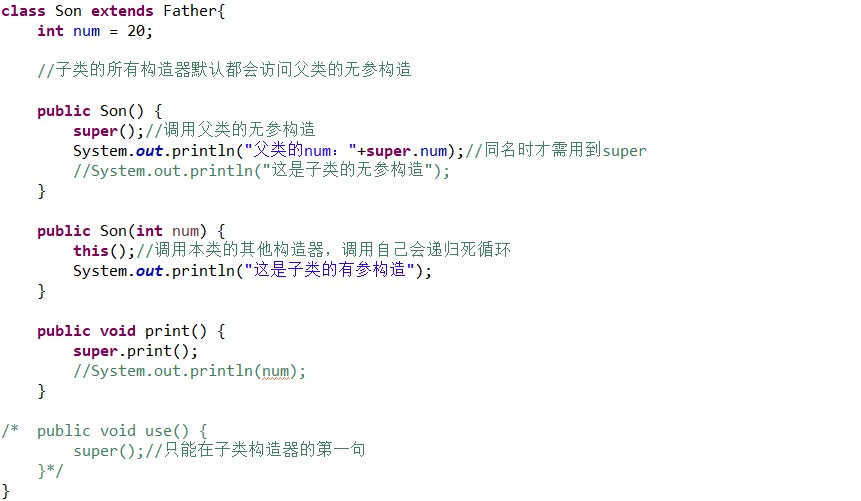 class Son extends Father{
    int num = 20;

    //子类的所有构造器默认都会访问父类的无参构造

    public Son() {
        super();//调用父类的无参构造
        System.out.println("父类的num："+super.num);//同名时才需用到super
        //System.out.println("这是子类的无参构造");
    }

    public Son(int num) {
        this();//调用本类的其他构造器，调用自己会递归死循环
        System.out.println("这是子类的有参构造");
    }

    public void print() {
        super.print();
        //System.out.println(num);
    }

/*  public void use() {
        super();//只能在子类构造器的第一句
    }*/
}